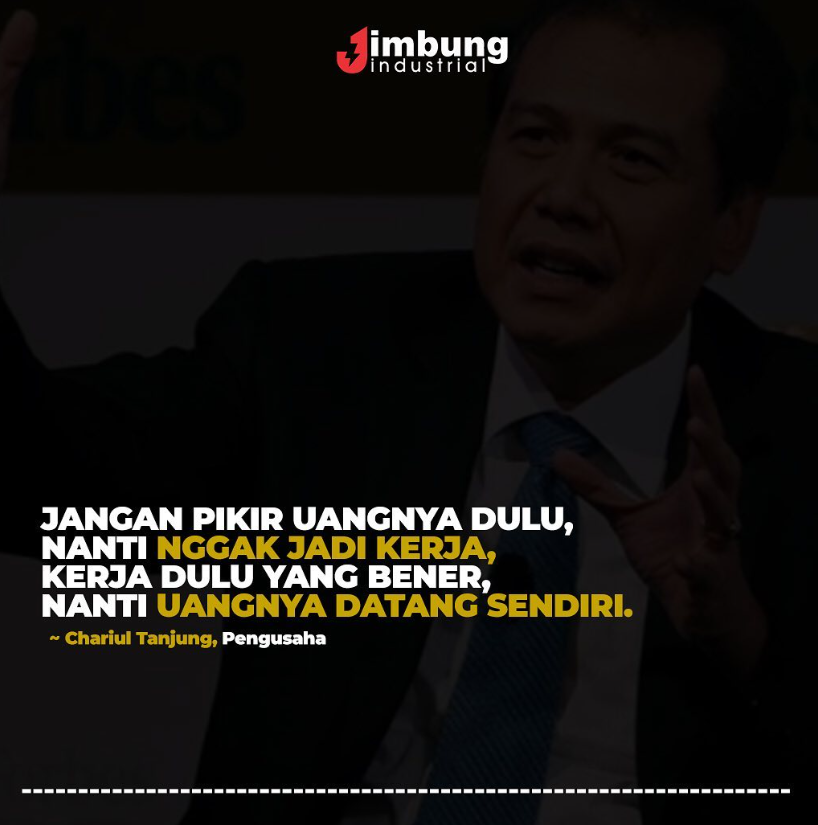 Jimbung
industrial
rbes
JANGAN PIKIR UANGNYA DULU,
NANTI NGGAK JADI KERJA,
KERJA DULU YANG BENER,
NANTI UANGNYA DATANG SENDIRI.
~ Chariul Tanjung, Pengusaha